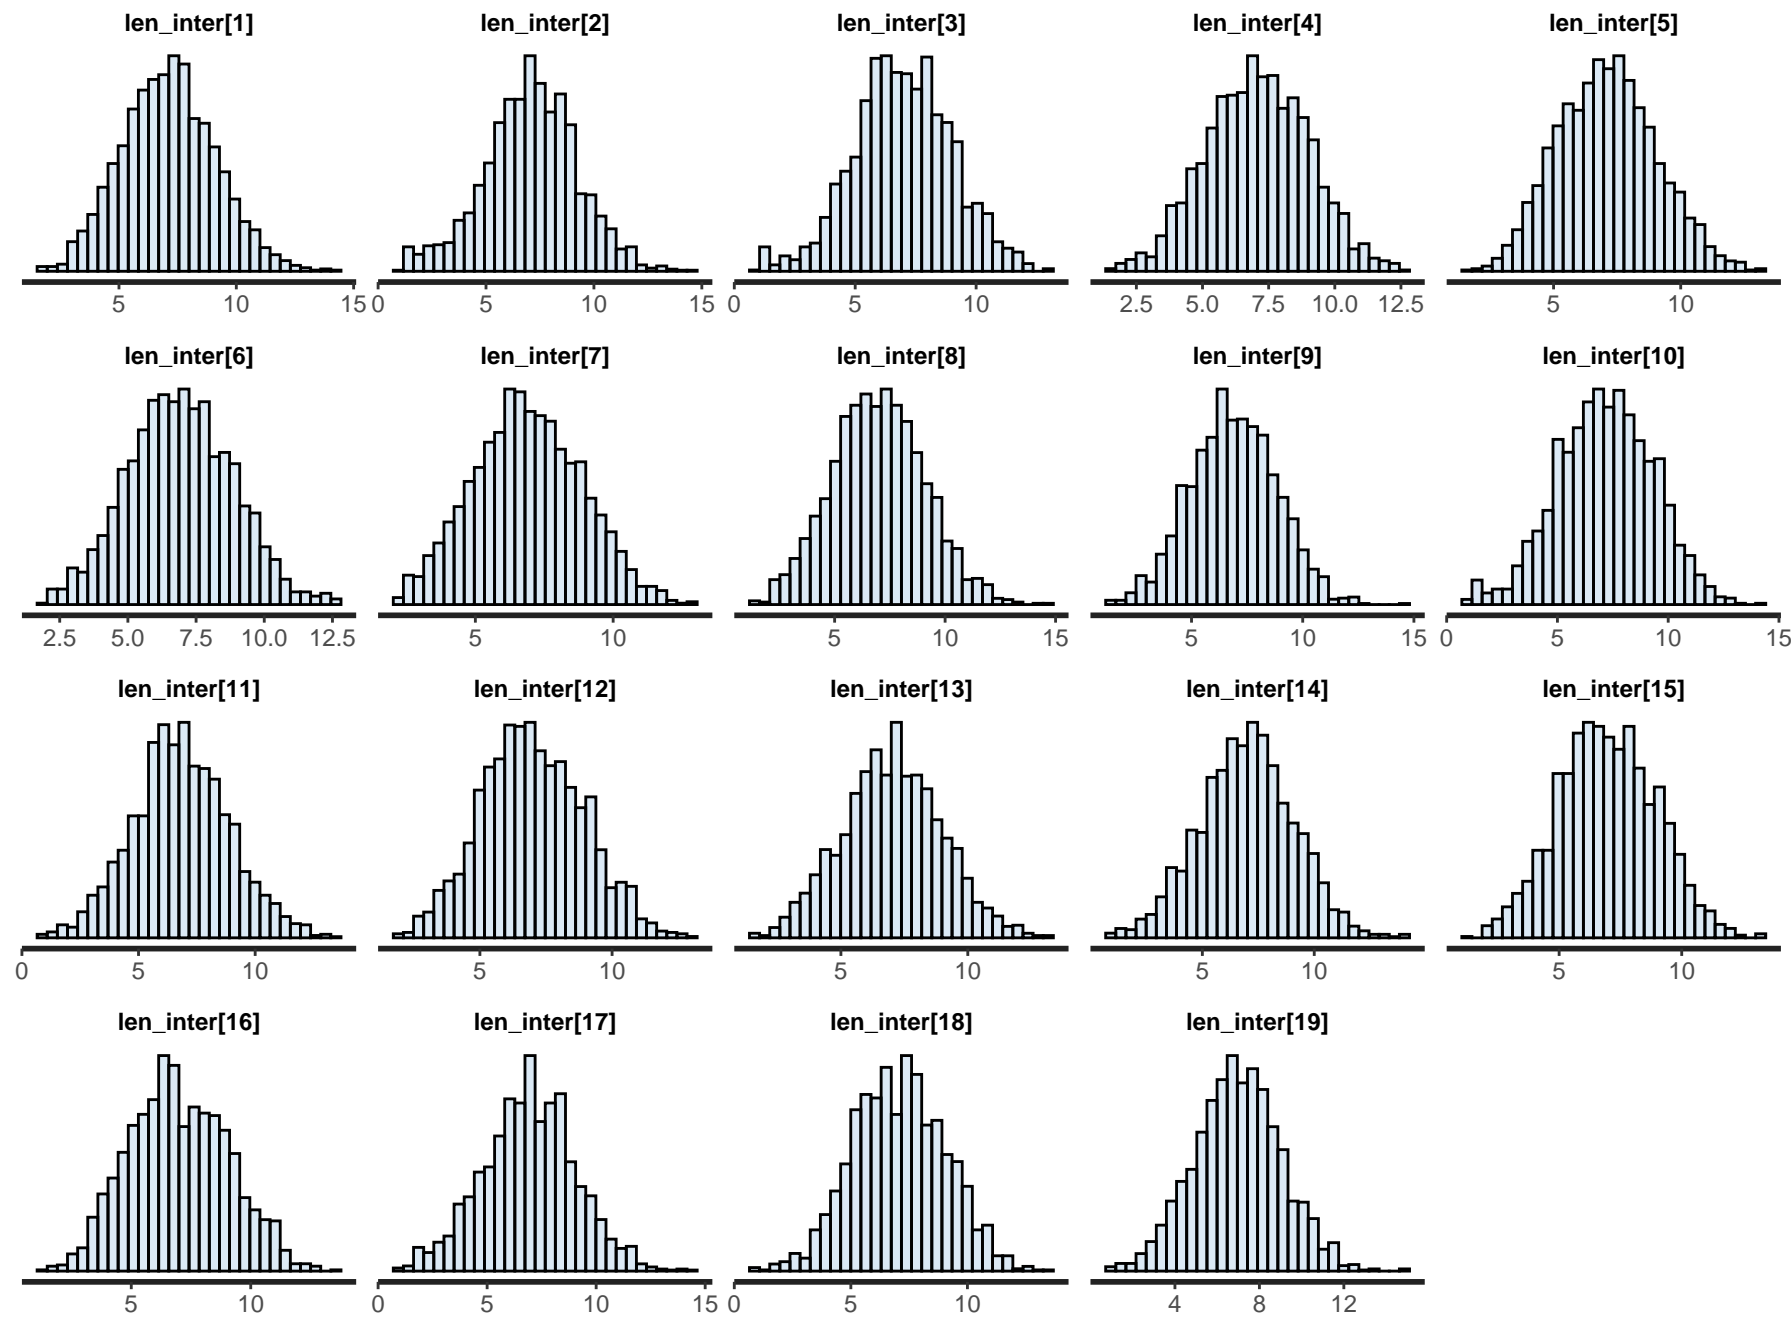 len_inter[1] len_inter[2] len_inter[3] len_inter[4] len_inter[5]
5 10 15 0 5 10 15 0 5 10 2.5 5.0 7.5 10.0 12.5 5 10
len_inter[6] len_inter[7] len_inter[8] len_inter[9] len_inter[10]
2.5 5.0 7.5 10.0 12.5 5 10 5 10 15 5 10 15 0 5 10 15
len_inter[11] len_inter[12] len_inter[13] len_inter[14] len_inter[15]
0 5 10 5 10 5 10 5 10 5 10
len_inter[16] len_inter[17] len_inter[18] len_inter[19]
5 10 0 5 10 15 0 5 10 4 8 12